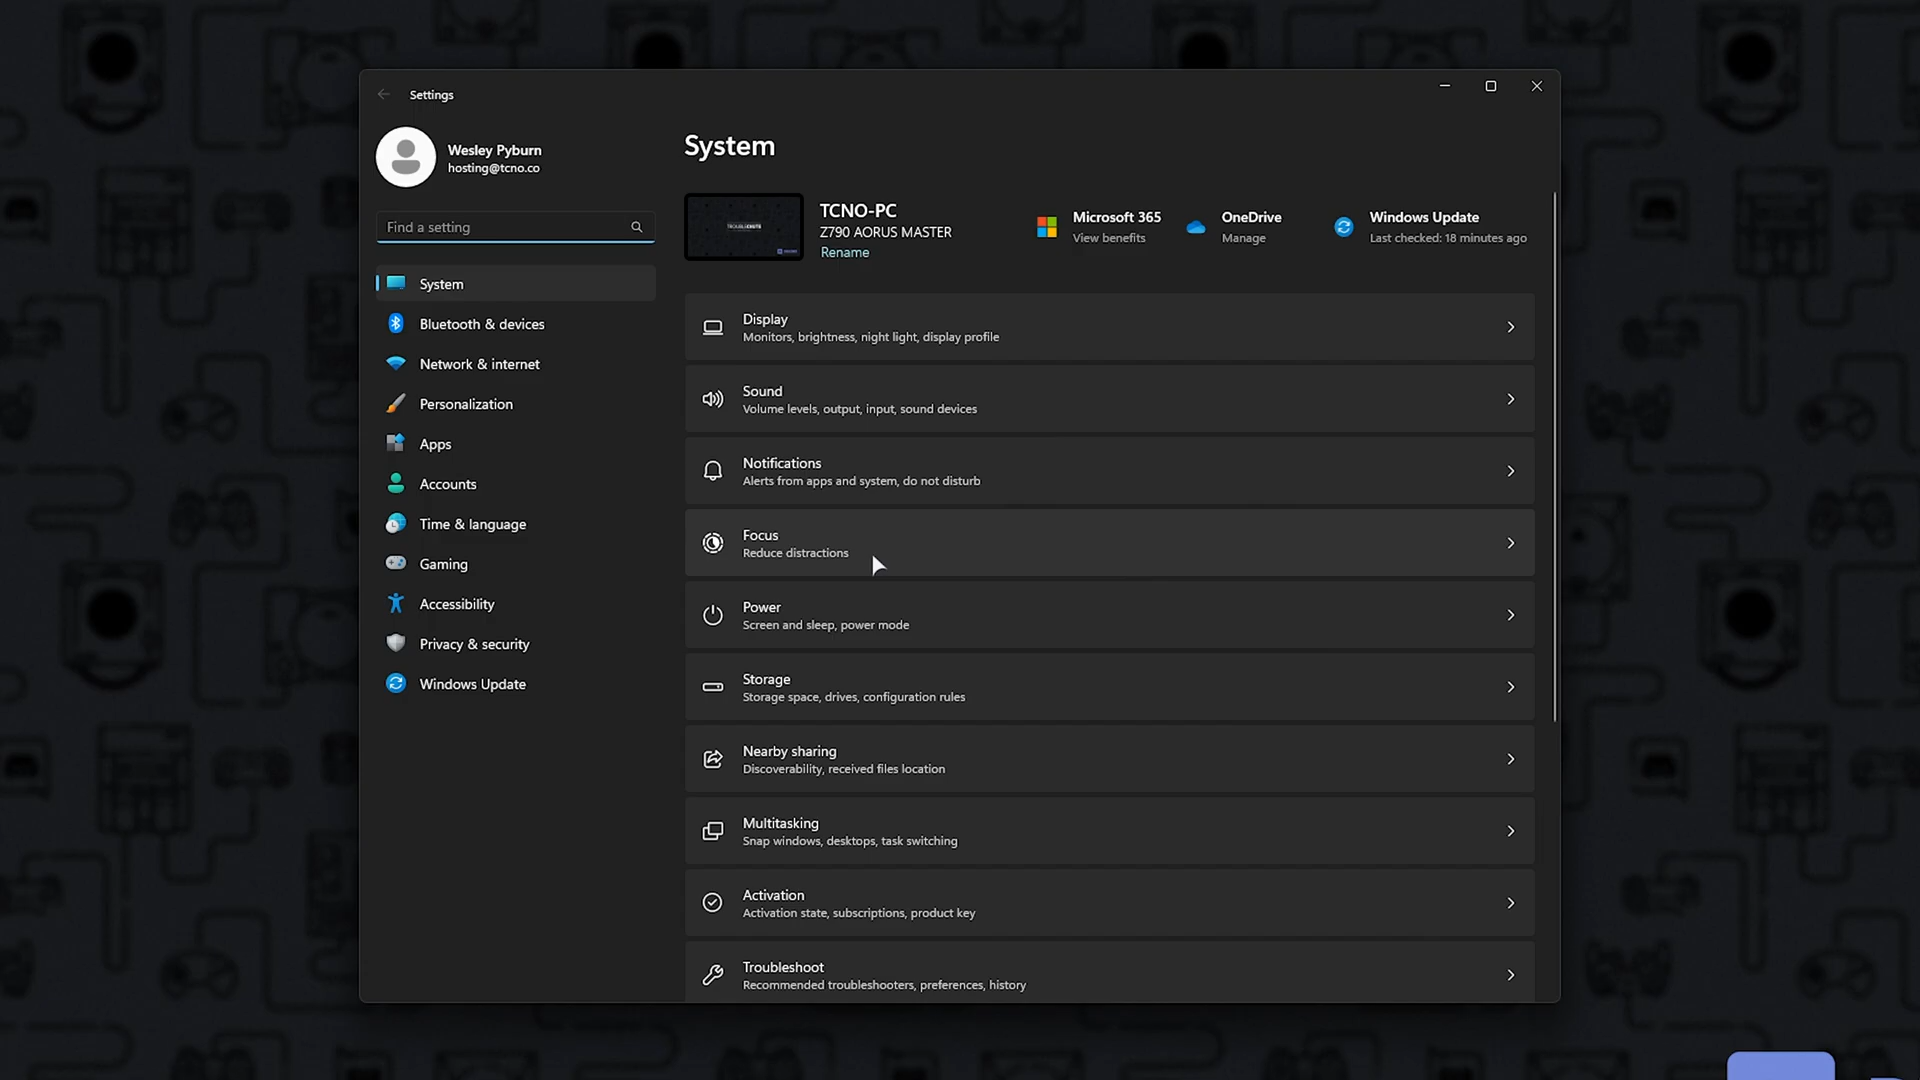 Settings
Wesley Pyburn
hosting@tcno.co
Find a setting
System
Bluetooth & devices
Network & internet
Personalization
Apps
Accounts
Time & language
Gaming
Accessibility
Privacy & security
Windows Update
System
TCNO-PC
Z790 AORUS MASTER
Rename
Microsoft 365
View benefits
OneDrive
Manage
Windows Update
Last checked: 18 minutes ago
Display
Monitors, brightness, night light, display profile
Sound
Volume levels, output, input, sound devices
Notifications
Alerts from apps and system, do not disturb
Focus
Reduce distractions
Power
Screen and sleep, power mode
Storage
Storage space, drives, configuration rules
Nearby sharing
Discoverability, received files location
Multitasking
Snap windows, desktops, task switching
Activation
Activation state, subscriptions, product key
Troubleshoot
Recommended troubleshooters, preferences, history